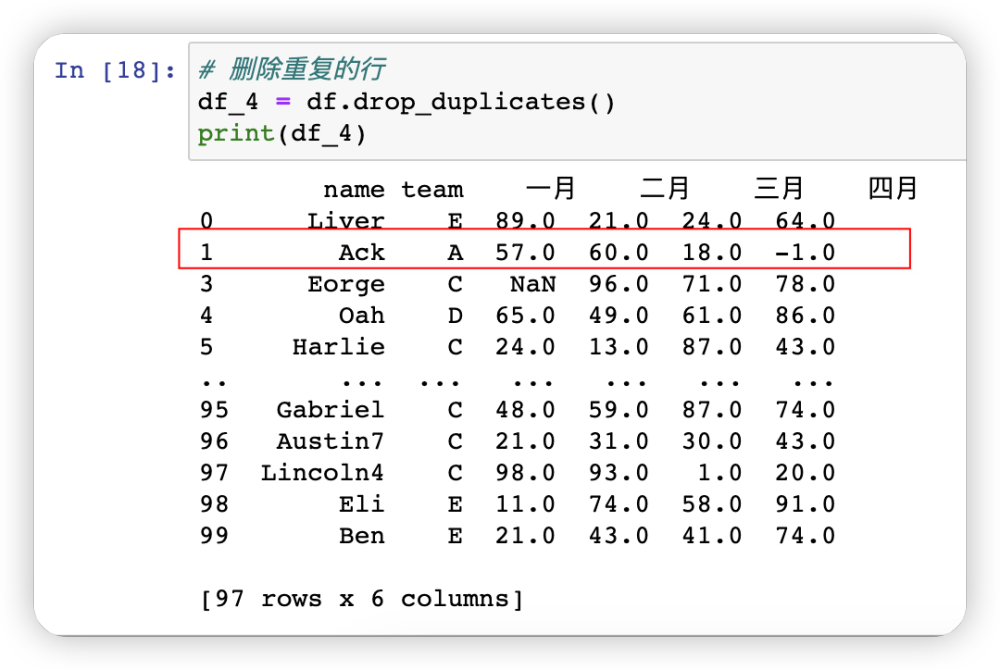 In [18]: # 删除重复的行
df_4 = df.drop_duplicates()
print(df_4)
name team 一月 二月 三月 四月
0 Liver E 89.0 21.0 24.0 64.0
1 Ack A 57.0 60.0 18.0 -1.0
3 Eorge C NaN 96.0 71.0 78.0
4 Oah D 65.0 49.0 61.0 86.0
5 Harlie C 24.0 13.0 87.0 43.0
.. ... ... ... ... ... ...
95 Gabriel C 48.0 59.0 87.0 74.0
96 Austin7 C 21.0 31.0 30.0 43.0
97 Lincoln4 C 98.0 93.0 1.0 20.0
98 Eli E 11.0 74.0 58.0 91.0
99 Ben E 21.0 43.0 41.0 74.0
[97 rows x 6 columns]